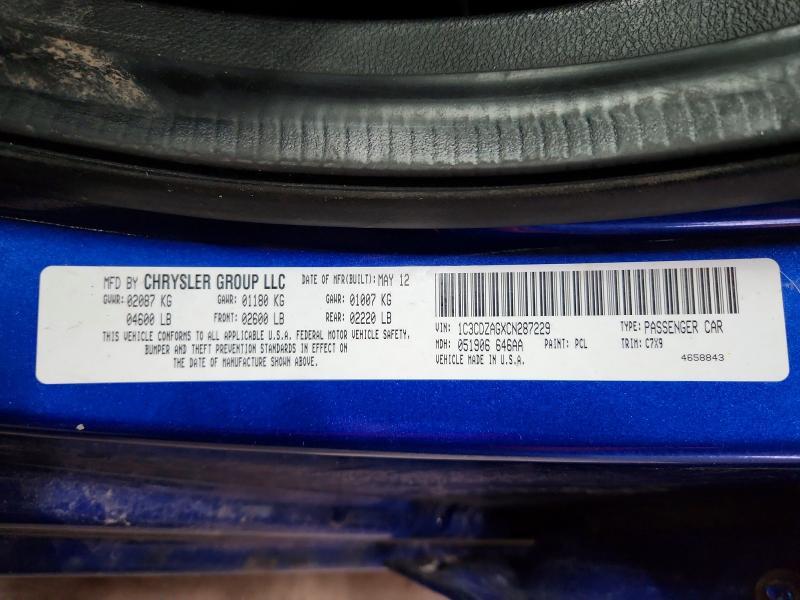 MFD BY CHRYSLER GROUP LLC DATE OF MFR(BUILT): MAY 12
GVWR: 02087 KG GAWR: 01180 KG GAWR: 01007 KG
04600 LB FRONT: 02600 LB REAR: 02220 LB
THIS VEHICLE CONFORMS TO ALL APPLICABLE U.S.A. FEDERAL MOTOR VEHICLE SAFETY,
BUMPER AND THEFT PREVENTION STANDARDS IN EFFECT ON
THE DATE OF MANUFACTURE SHOWN ABOVE.
VIN: 1C3CDZAGXCN287229 TYPE: PASSENGER CAR
MDH: 051906 646AA PAINT: PCL TRIM: C7X9
VEHICLE MADE IN U.S.A. 4658843